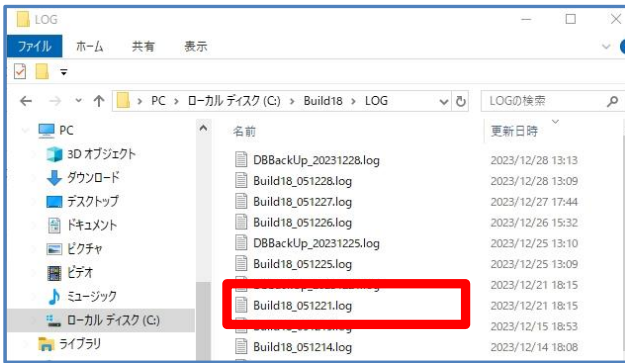 LOG
ファイル ホーム 共有 表示
PC › ローカル ディスク (C:) › Build18 › LOG
LOGの検索
PC
3D オブジェクト
ダウンロード
デスクトップ
ドキュメント
ピクチャ
ビデオ
ミュージック
ローカル ディスク (C:)
ライブラリ
名前 更新日時
DBBackUp_20231228.log 2023/12/28 13:13
Build18_051228.log 2023/12/28 13:09
Build18_051227.log 2023/12/27 17:44
Build18_051226.log 2023/12/26 15:32
DBBackUp_20231225.log 2023/12/25 13:10
Build18_051225.log 2023/12/25 13:09
2023/12/21 18:15
Build18_051221.log 2023/12/21 18:15
2023/12/15 18:53
Build18_051214.log 2023/12/14 18:08